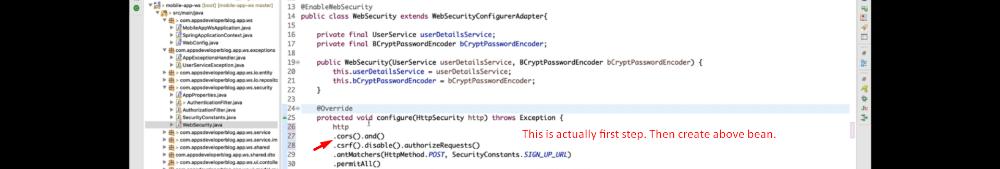 > mobile-app-ws [boot] [mobile-app-ws master]
> src/main/java
> com.appsdeveloperblog.app.ws
MobileAppWsApplication.java
SpringApplicationContext.java
WebConfig.java
com.appsdeveloperblog.app.ws.exceptions
AppExceptionsHandler.java
UserServiceException.java
> com.appsdeveloperblog.app.ws.io.entity
> com.appsdeveloperblog.app.ws.io.reposito
> com.appsdeveloperblog.app.ws.security
AppProperties.java
> AuthenticationFilter.java
AuthorizationFilter.java
SecurityConstants.java
WebSecurity.java
> com.appsdeveloperblog.app.ws.service
> com.appsdeveloperblog.app.ws.service.im
> com.appsdeveloperblog.app.ws.shared
com.appsdeveloperblog.app.ws.shared.dto
> com.appsdeveloperblog.app.ws.ui.contolle
13 @EnableWebSecurity
14 public class WebSecurity extends WebSecurityConfigurerAdapter{
15
16 private final UserService userDetailsService;
17 private final BCryptPasswordEncoder bCryptPasswordEncoder;
18
19 public WebSecurity(UserService userDetailsService, BCryptPasswordEncoder bCryptPasswordEncoder) {
20 this.userDetailsService = userDetailsService;
21 this.bCryptPasswordEncoder = bCryptPasswordEncoder;
22 }
23
24 @Override
25 protected void configure(HttpSecurity http) throws Exception {
26 http
27 .cors().and()
28 .csrf().disable().authorizeRequests()
29 .antMatchers(HttpMethod.POST, SecurityConstants.SIGN_UP_URL)
30 .permitAll()
This is actually first step. Then create above bean.
Ju